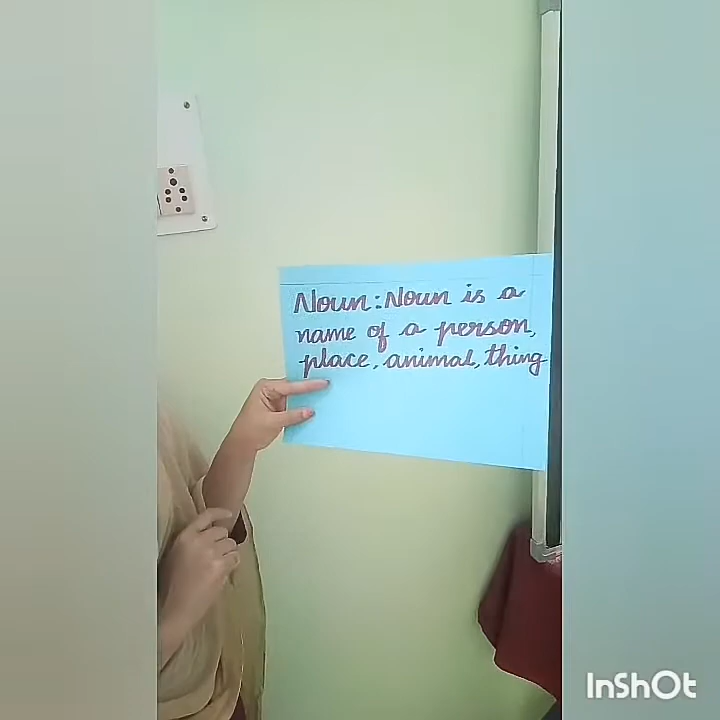 Noun: Noun is a
name of a person,
place, animal, thing
InShOt